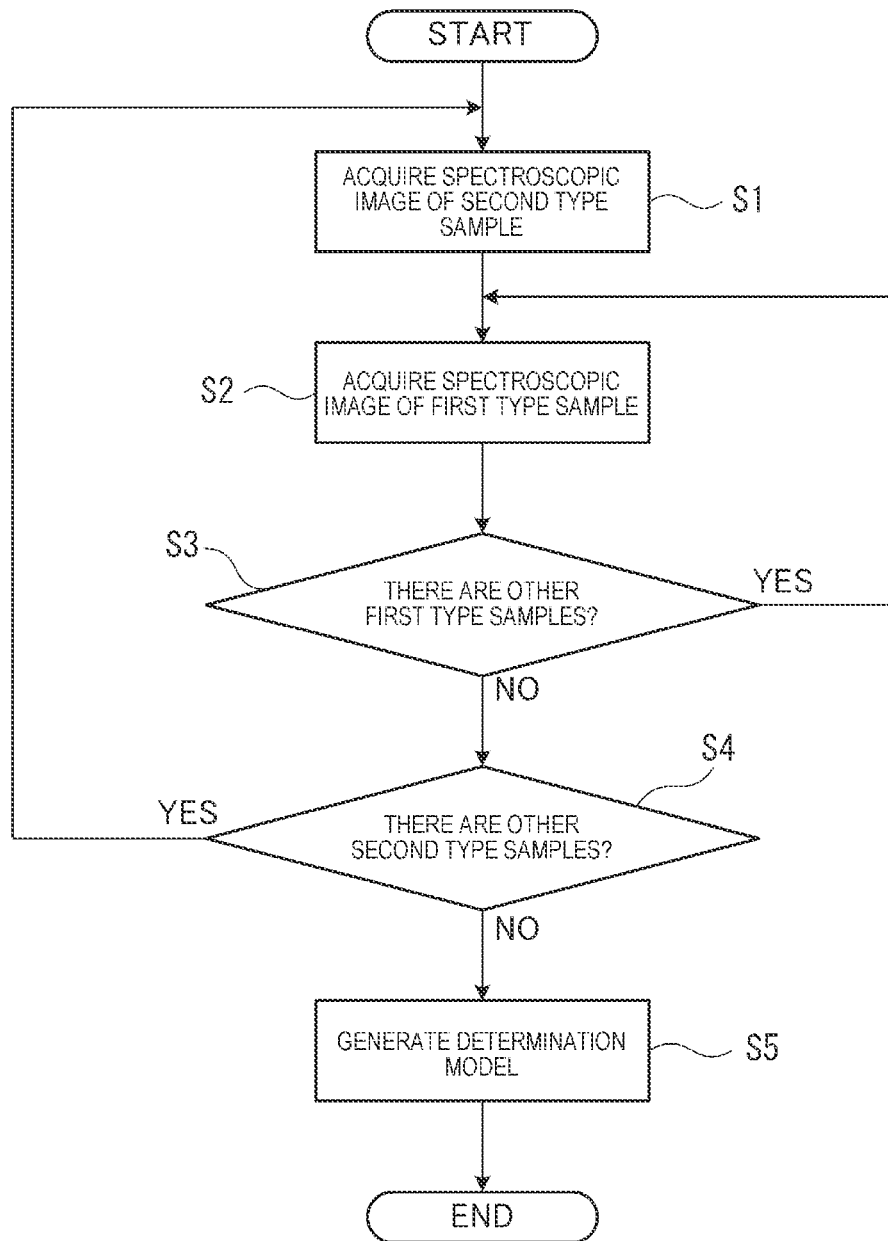 START
ACQUIRE SPECTROSCOPIC
IMAGE OF SECOND TYPE
SAMPLE
S1
S2
ACQUIRE SPECTROSCOPIC
IMAGE OF FIRST TYPE SAMPLE
S3
THERE ARE OTHER
FIRST TYPE SAMPLES?
YES
NO
S4
YES
THERE ARE OTHER
SECOND TYPE SAMPLES?
NO
GENERATE DETERMINATION
MODEL
S5
END